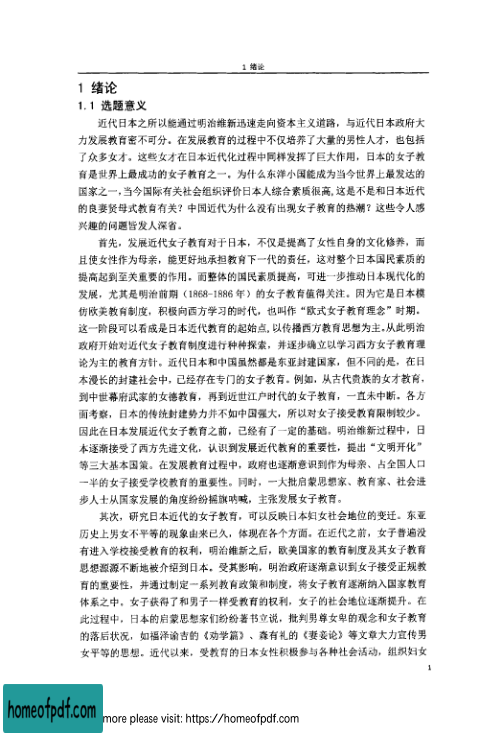 1 绪论
1 绪论
1.1 选题意义
近代日本之所以能通过明治维新迅速走向资本主义道路，与近代日本政府大
力发展教育密不可分。在发展教育的过程中不仅培养了大量的男性人才，也包括
了众多女才。这些女才在日本近代化过程中同样发挥了巨大作用，日本的女子教
育是世界上最成功的女子教育之一。为什么东洋小国能成为当今世界上最发达的
国家之一，当今国际有关社会组织评价日本人综合素质很高，这是不是和日本近代
的良妻贤母式教育有关？中国近代为什么没有出现女子教育的热潮？这些令人感
兴趣的问题皆发人深省。
首先，发展近代女子教育对于日本，不仅是提高了女性自身的文化修养，而
且使女性作为母亲，能更好地承担教育下一代的责任，这对整个日本国民素质的
提高起到至关重要的作用。而整体的国民素质提高，可进一步推动日本现代化的
发展，尤其是明治前期（1868-1886 年）的女子教育值得关注。因为它是日本模
仿欧美教育制度，积极向西方学习的时代，也叫作“欧式女子教育理念”时期。
这一阶段可以看成是日本近代教育的起始点，以传播西方教育思想为主。从此明治
政府开始对近代女子教育制度进行种种探索，并逐步确立以学习西方女子教育理
论为主的教育方针。近代日本和中国虽然都是东亚封建国家，但不同的是，在日
本漫长的封建社会中，已经存在专门的女子教育。例如，从古代贵族的女才教育，
到中世幕府武家的女德教育，再到近世江户时代的女子教育，一直未中断。各方
面考察，日本的传统封建势力并不如中国强大，所以对女子接受教育限制较少。
因此在日本发展近代女子教育之前，已经有了一定的基础。明治维新过程中，日
本逐渐接受了西方先进文化，认识到发展近代教育的重要性，提出“文明开化”
等三大基本国策。在发展教育过程中，政府也逐渐意识到作为母亲、占全国人口
一半的女子接受学校教育的重要性。同时，一大批启蒙思想家、教育家、社会进
步人士从国家发展的角度纷纷摇旗呐喊，主张发展女子教育。
其次，研究日本近代的女子教育，可以反映日本妇女社会地位的变迁。东亚
历史上男女不平等的现象由来已久，体现在各个方面。在近代之前，女子普遍没
有进入学校接受教育的权利，明治维新之后，欧美国家的教育制度及其女子教育
思想源源不断地被介绍到日本。受其影响，明治政府逐渐意识到女子接受正规教
育的重要性，并通过制定一系列教育政策和制度，将女子教育逐渐纳入国家教育
体系之中。女子获得了和男子一样受教育的权利，女子的社会地位逐渐提升。在
此过程中，日本的启蒙思想家们纷纷著书立说，批判男尊女卑的观念和女子教育
的落后状况，如福泽谕吉的《劝学篇》、森有礼的《妻妾论》等文章大力宣传男
女平等的思想。近代以来，受教育的日本女性积极参与各种社会活动，组织妇女
1
homeofpdf.com
more please visit: https://homeofpdf.com